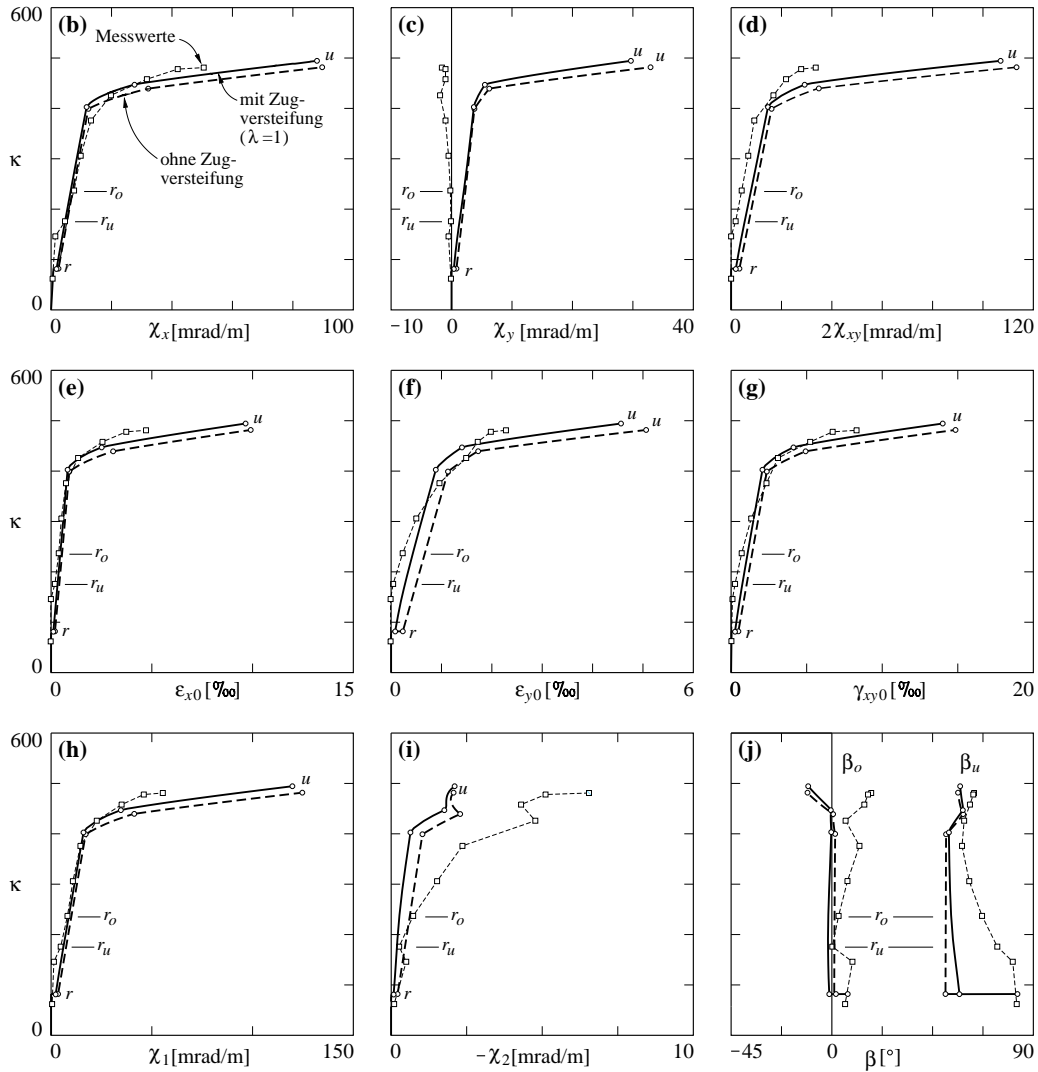 600 (b) (c) (d)
Messwerte
u
u
u
u
mit Zug-
versteifung
(λ=1)
ohne Zug-
versteifung
κ
r_o
r_u
r
r_o
r_u
r
r_o
r_u
r
0
0 χ_x[mrad/m] 100
−10 0 χ_y[mrad/m] 40
0 2χ_xy[mrad/m] 120
600 (e) (f) (g)
u
u
u
u
κ
r_o
r_u
r
r_o
r_u
r
r_o
r_u
r
0
0 ε_x0[‰] 15
0 ε_y0[‰] 6
0 γ_xy0[‰] 20
600 (h) (i) (j)
β_o β_u
u
u
κ
r_o
r_u
r
r_o
r_u
r
r_o
r_u
0
0 χ_1[mrad/m]
0 −χ_2[mrad/m] 10
−45 0 β[°] 90